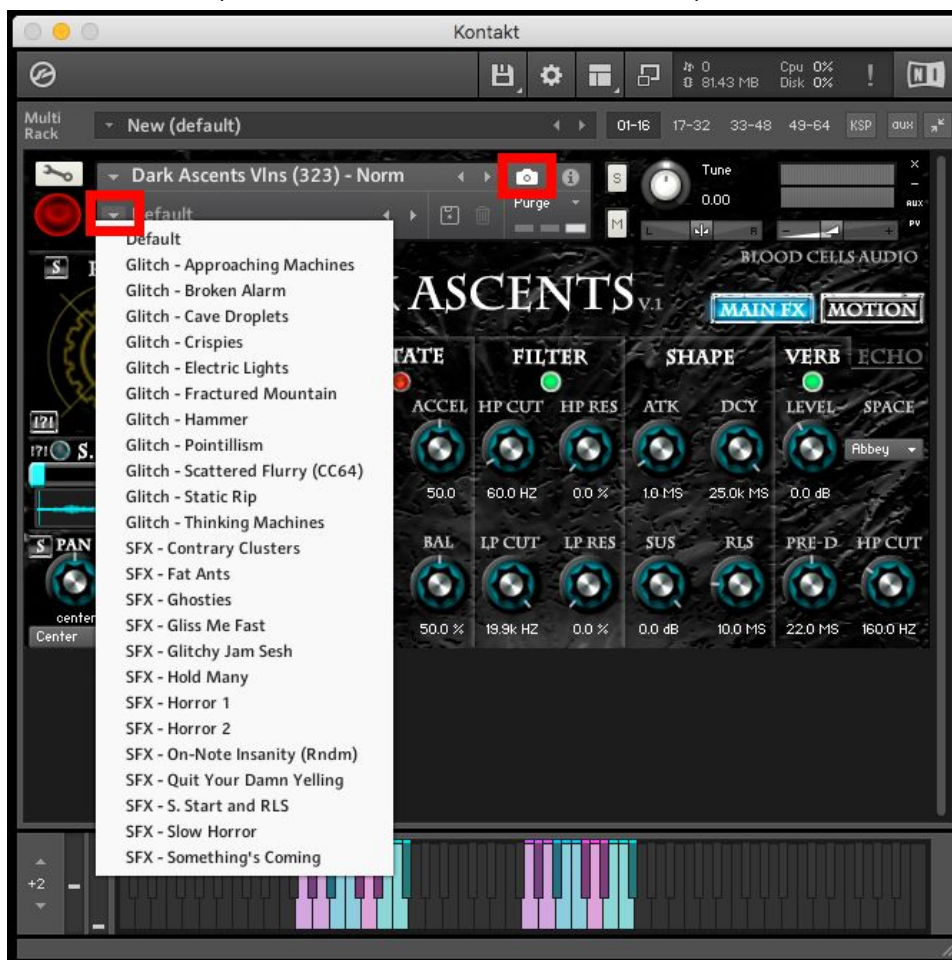 Kontakt
0 Cpu 0%
81.43 MB Disk 0%
Multi Rack
New (default)
01-16 17-32 33-48 49-64 KSP aux
Dark Ascents Vlns (323) - Norm
S
Tune
0.00
Purge
M
L R
AUX
PV
Default
Default
Glitch - Approaching Machines
Glitch - Broken Alarm
Glitch - Cave Droplets
Glitch - Crispies
Glitch - Electric Lights
Glitch - Fractured Mountain
Glitch - Hammer
Glitch - Pointillism
Glitch - Scattered Flurry (CC64)
Glitch - Static Rip
Glitch - Thinking Machines
SFX - Contrary Clusters
SFX - Fat Ants
SFX - Ghosties
SFX - Gliss Me Fast
SFX - Glitchy Jam Sesh
SFX - Hold Many
SFX - Horror 1
SFX - Horror 2
SFX - On-Note Insanity (Rndm)
SFX - Quit Your Damn Yelling
SFX - S. Start and RLS
SFX - Slow Horror
SFX - Something's Coming
BLOOD CELLS AUDIO
S
ASCENTS V.1
MAIN FX MOTION
FILTER SHAPE VERB ECHO
ACCEL HP CUT HP RES ATK DCY LEVEL SPACE
!?!
!?! S.
Abbey
50.0 60.0 HZ 0.0 % 1.0 MS 25.0k MS 0.0 dB
S PAN BAL LP CUT LP RES SUS RLS PRE-D HP CUT
center 50.0 % 19.9k HZ 0.0 % 0.0 dB 10.0 MS 22.0 MS 160.0 HZ
Center
+2